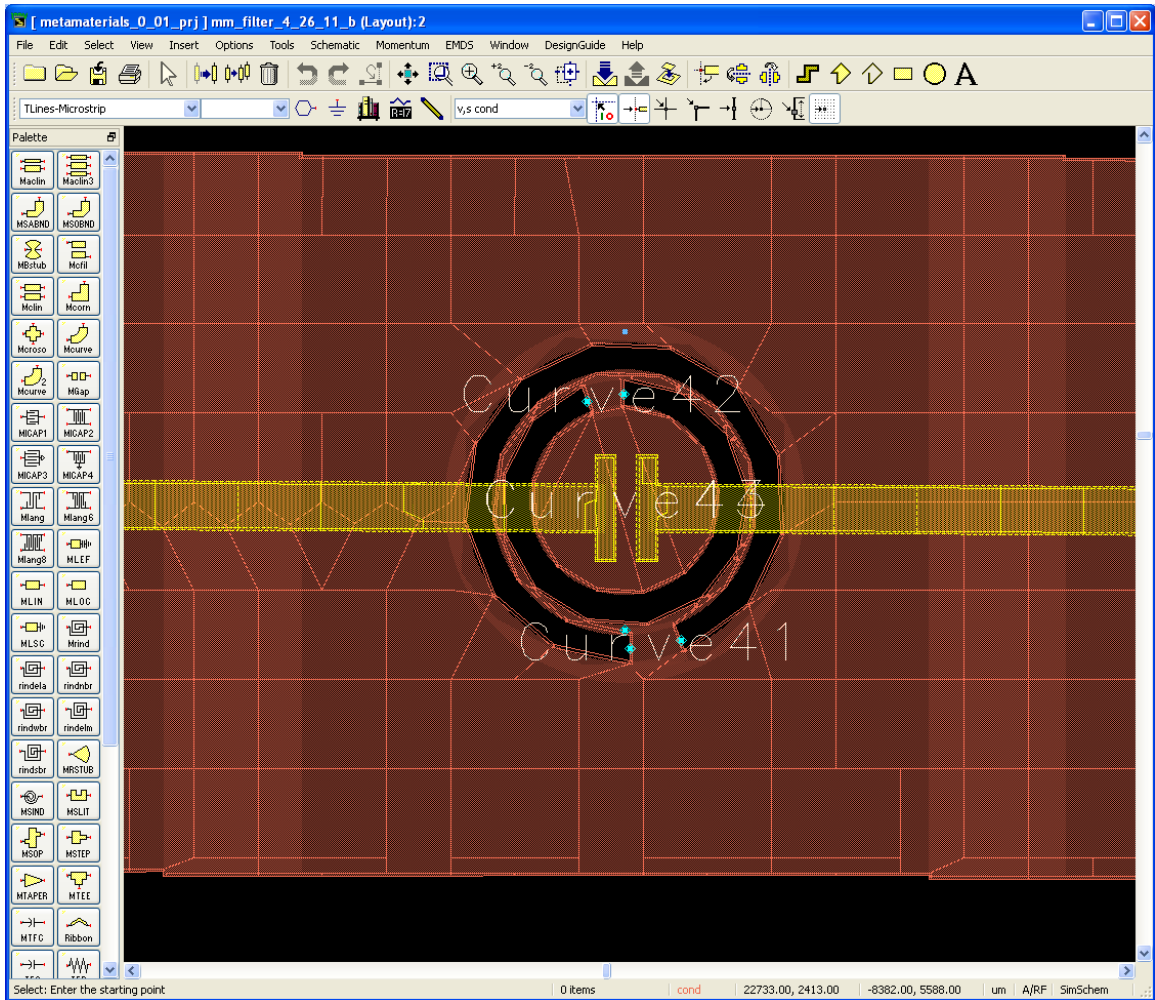 [ metamaterials_0_01_prj ] mm_filter_4_26_11_b (Layout):2
File Edit Select View Insert Options Tools Schematic Momentum EMDS Window DesignGuide Help
TLines-Microstrip v,s cond
Palette
Maclin Maclin3
MSABND MSOBND
MBstub Mcfil
Mclin Mcorn
Mcroso Mcurve
Mcurve MGap
MICAP1 MICAP2
MICAP3 MICAP4
Mlang Mlang6
Mlang8 MLEF
MLIN MLOC
MLSC Mrind
rindela rindnbr
rindwbr rindelm
rindsbr MRSTUB
MSIND MSLIT
MSOP MSTEP
MTAPER MTEE
MTFC Ribbon
Curve42
Curve43
Curve41
Select: Enter the starting point 0 items cond 22733.00, 2413.00 -8382.00, 5588.00 um A/RF SimSchem